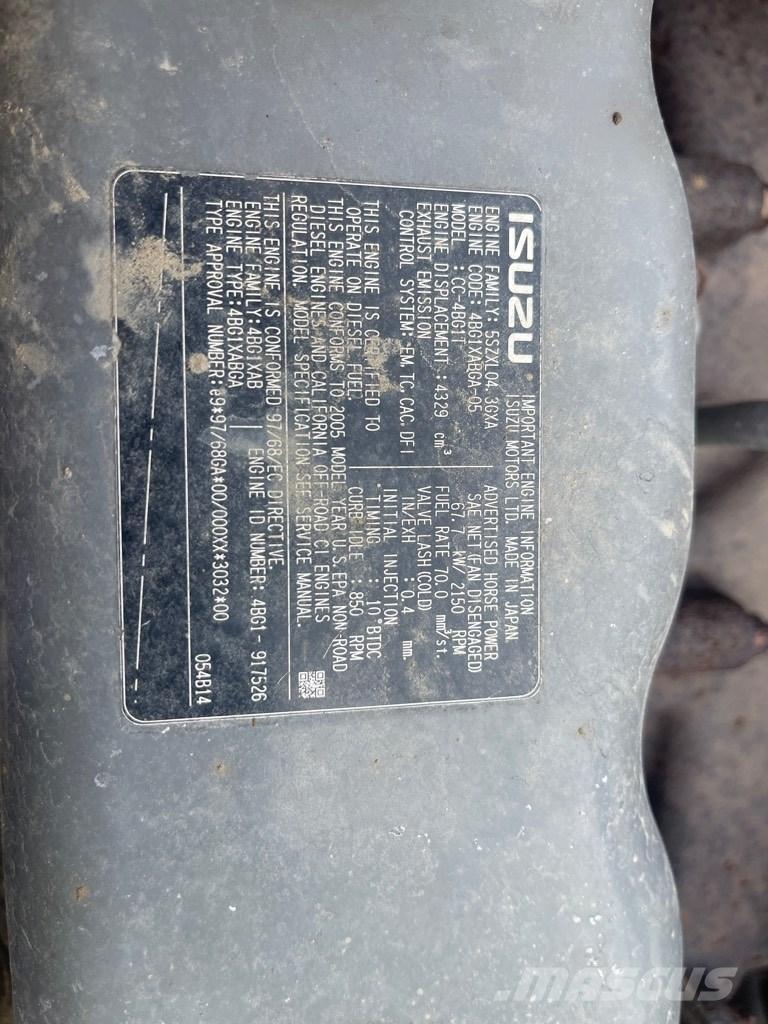 ISUZU
IMPORTANT ENGINE INFORMATION
ISUZU MOTORS LTD. MADE IN JAPAN.
ENGINE FAMILY: 5SZXL04.3GXA
ENGINE CODE: 4BG1XABGA-05
MODEL : CC-4BG1T
ENGINE DISPLACEMENT : 4329 cm³
EXHAUST EMISSION
CONTROL SYSTEM: EM, TC, CAC, DFI
ADVERTISED HORSE POWER
SAE NET (FAN DISENGAGED
67.7 kW/ 2150 RPM
FUEL RATE 70.0 mm³/st.
VALVE LASH(COLD)
IN/EXH : 0.4 mm.
INITIAL INJECTION
TIMING : 10°BTDC
CURB IDLE : 850 RPM
THIS ENGINE IS CERTIFIED TO
OPERATE ON DIESEL FUEL.
THIS ENGINE CONFORMS TO 2005 MODEL YEAR U.S.EPA NON-ROAD
DIESEL ENGINES AND CALIFORNIA OFF-ROAD CI ENGINES
REGULATION. MODEL SPECIFICATION SEE SERVICE MANUAL.
THIS ENGINE IS CONFORMED 97/68/EC DIRECTIVE.
ENGINE FAMILY:4BG1XAB
ENGINE TYPE:4BG1XABGA
ENGINE ID NUMBER: 4BG1- 917526
TYPE APPROVAL NUMBER:e9*97/68GA*00/000XX*3032*00
054B14
MASCUS